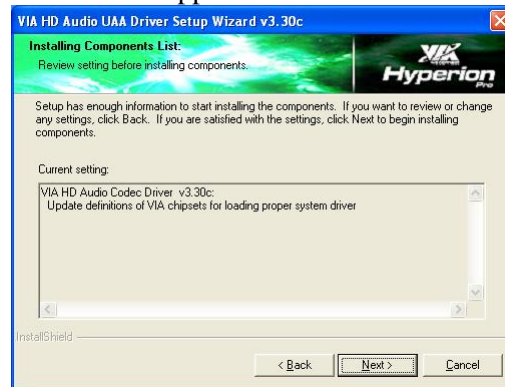 VIA HD Audio UAA Driver Setup Wizard v3.30c
Installing Components List:
Review setting before installing components.
VIA
Hyperion
Pro
Setup has enough information to start installing the components. If you want to review or change
any settings, click Back. If you are satisfied with the settings, click Next to begin installing
components.
Current setting:
VIA HD Audio Codec Driver v3.30c:
Update definitions of VIA chipsets for loading proper system driver
InstallShield
< Back
Next >
Cancel